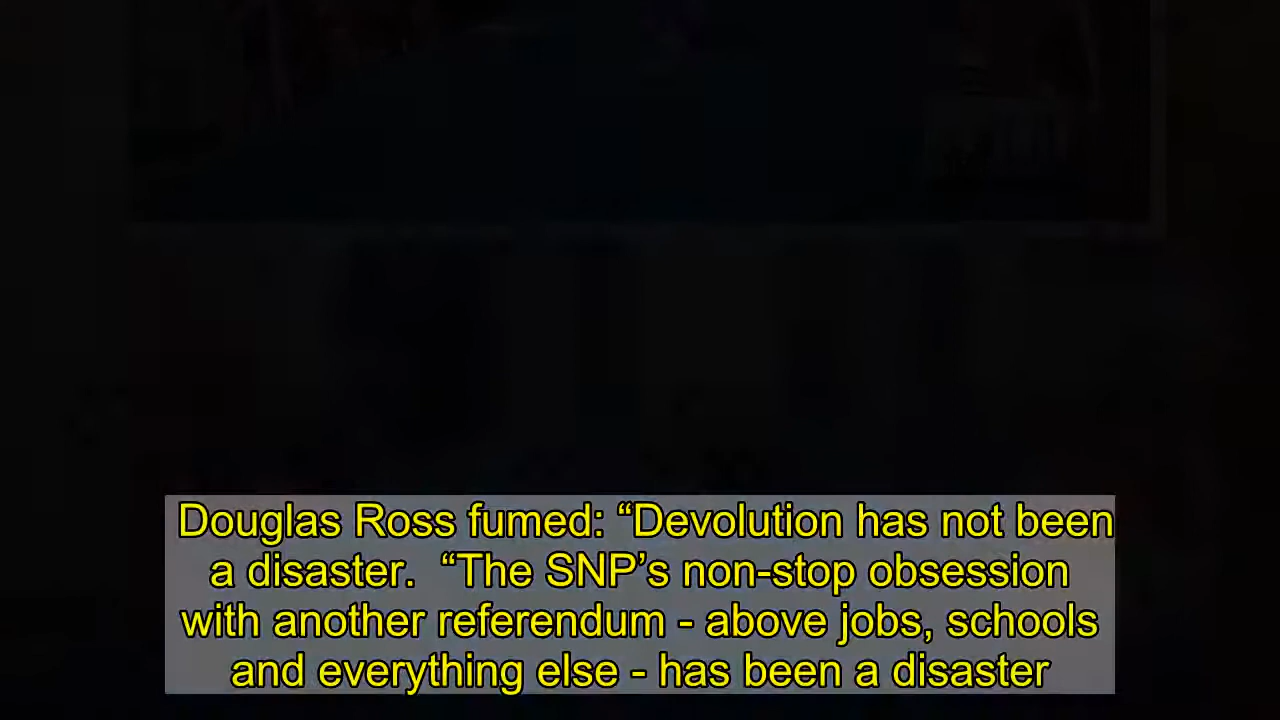 Douglas Ross fumed: “Devolution has not been
a disaster.  “The SNP’s non-stop obsession
with another referendum - above jobs, schools
and everything else - has been a disaster